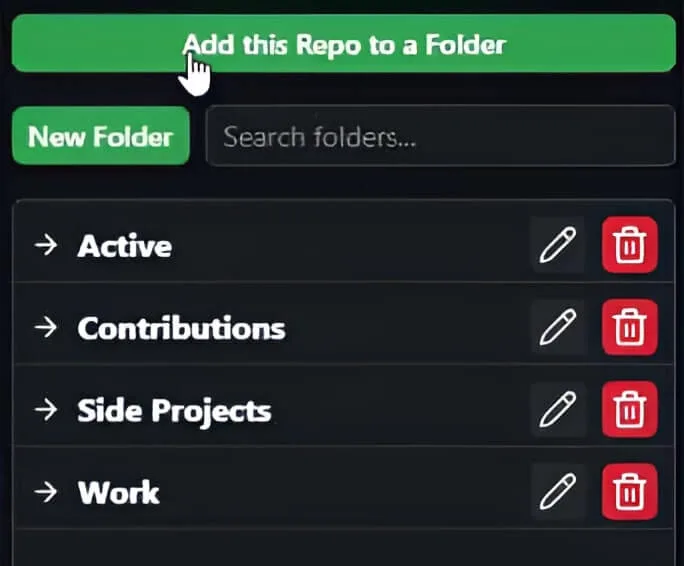 Add this Repo to a Folder
New Folder
Search folders...
Active
Contributions
Side Projects
Work